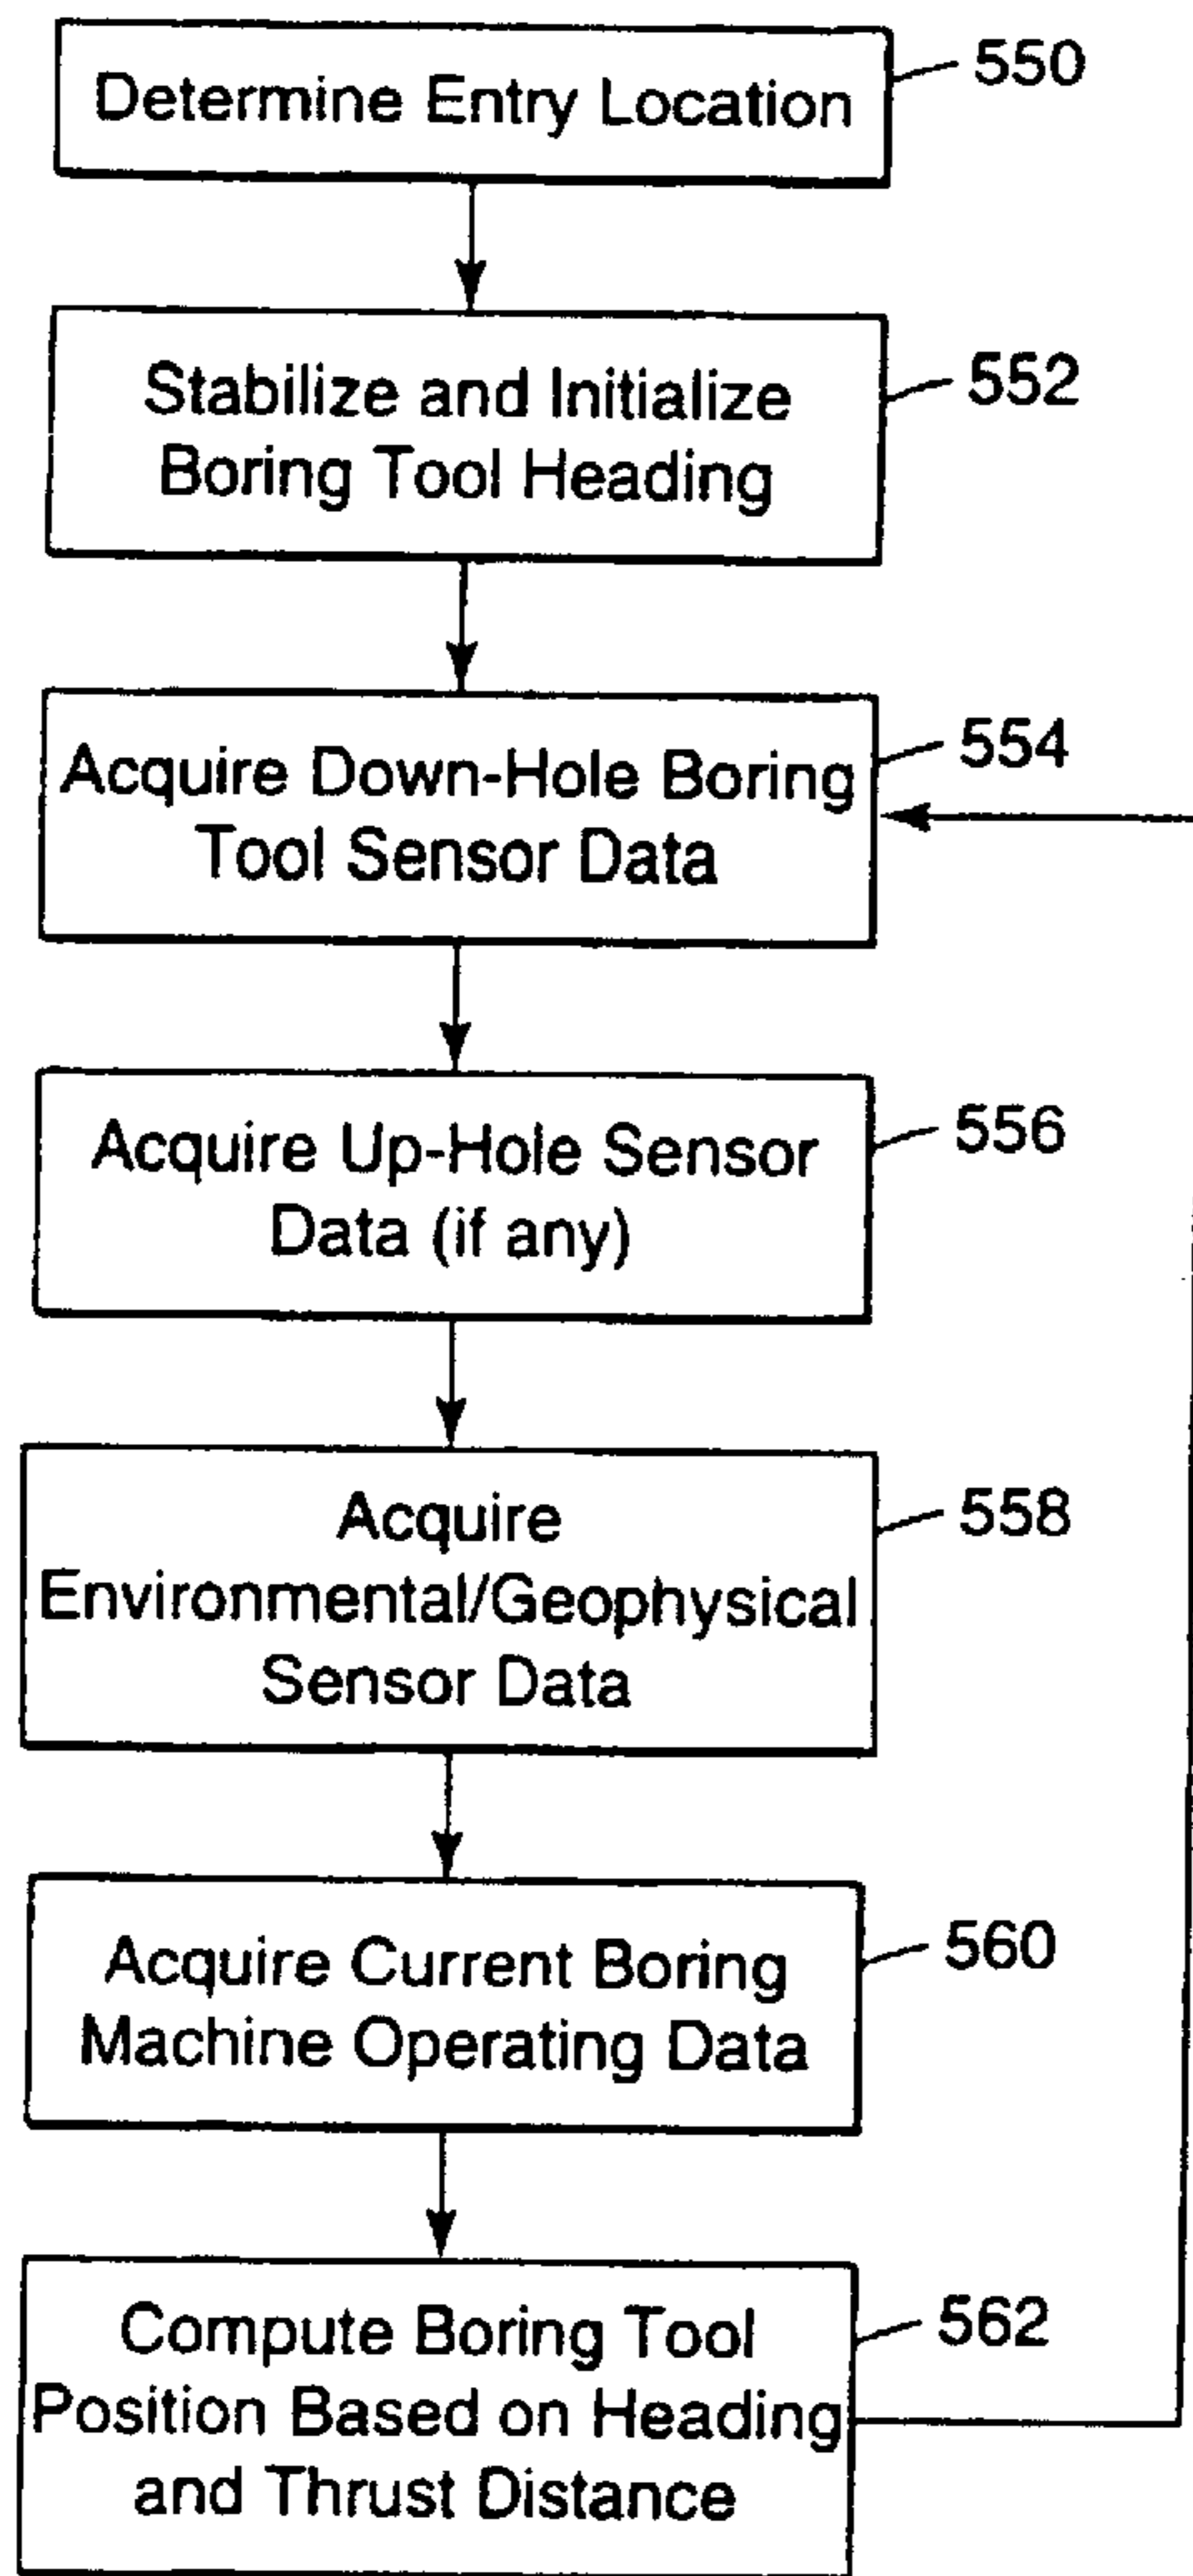 Determine Entry Location
550
Stabilize and Initialize
Boring Tool Heading
552
Acquire Down-Hole Boring
Tool Sensor Data
554
Acquire Up-Hole Sensor
Data (if any)
556
Acquire
Environmental/Geophysical
Sensor Data
558
Acquire Current Boring
Machine Operating Data
560
Compute Boring Tool
Position Based on Heading
and Thrust Distance
562